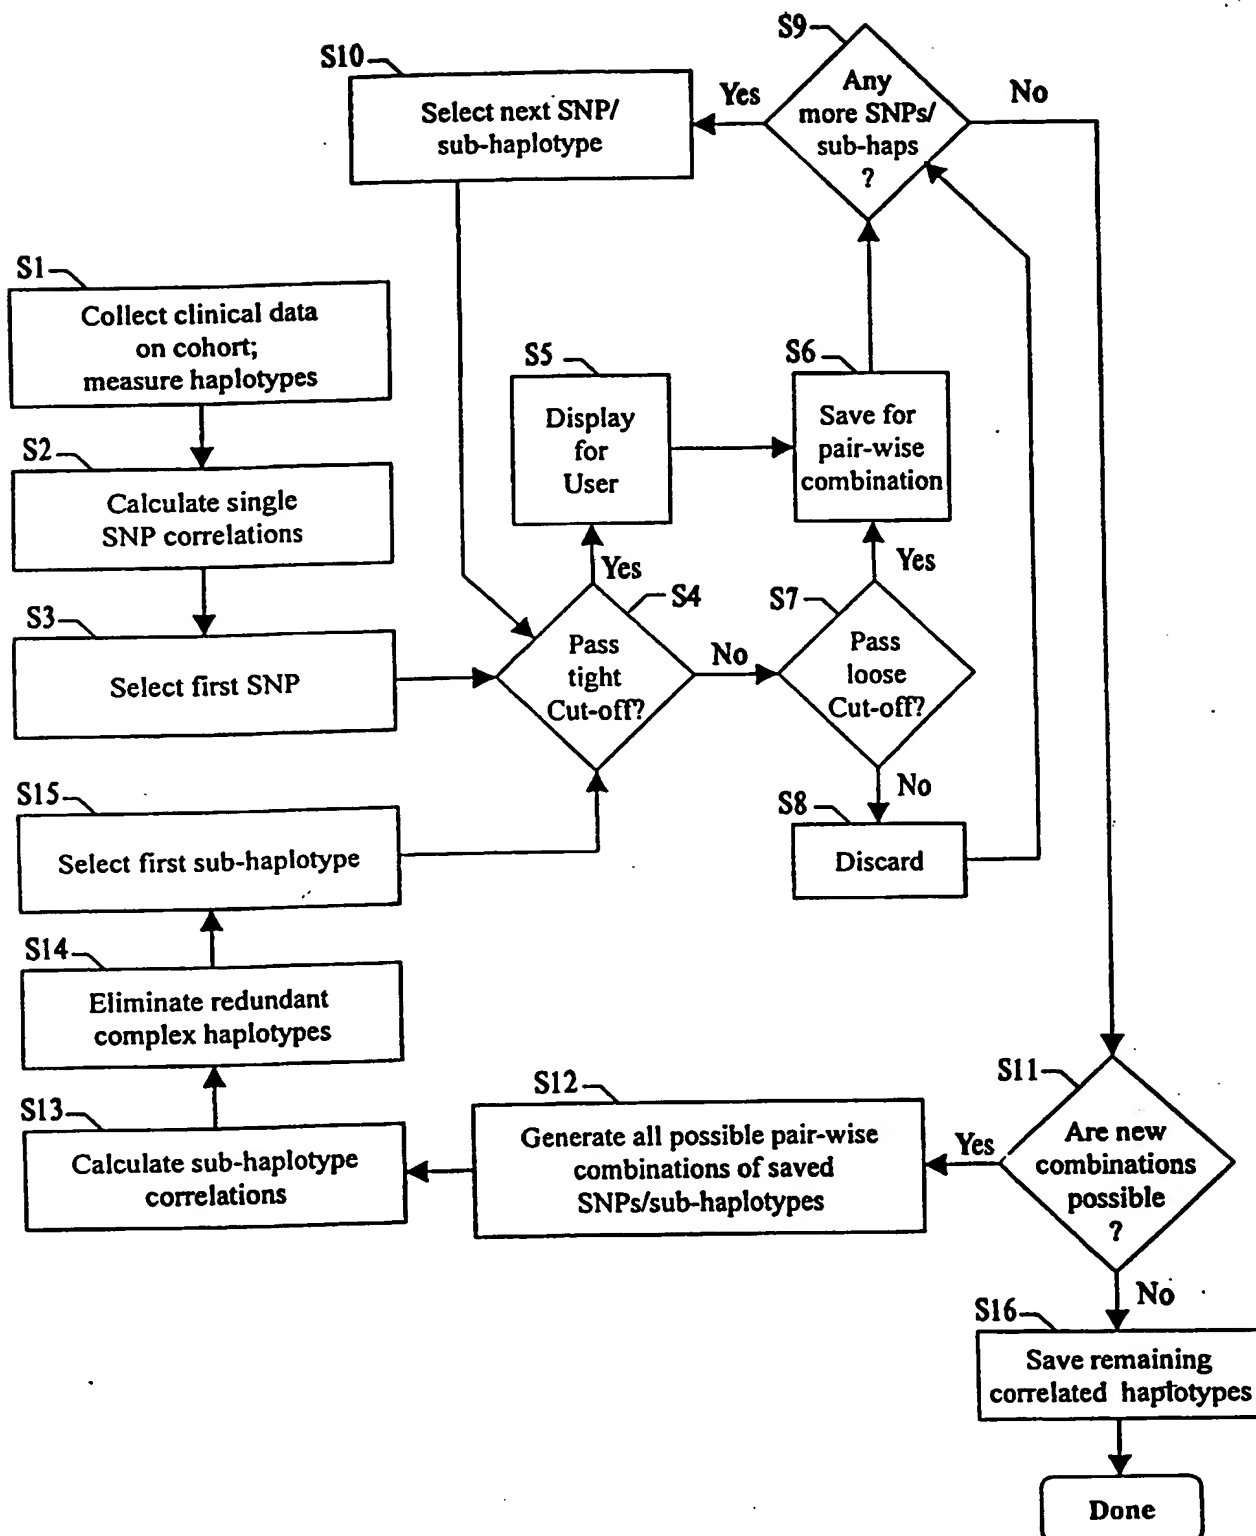 S9
S10
Any
more SNPs/
sub-haps
?
Yes
No
Select next SNP/
sub-haplotype
S1
Collect clinical data
on cohort;
measure haplotypes
S5
Display
for
User
S6
Save for
pair-wise
combination
S2
Calculate single
SNP correlations
Yes
Yes
S3
Select first SNP
S4
Pass
tight
Cut-off?
No
S7
Pass
loose
Cut-off?
No
S15
Select first sub-haplotype
S8
Discard
S14
Eliminate redundant
complex haplotypes
S13
Calculate sub-haplotype
correlations
S12
Generate all possible pair-wise
combinations of saved
SNPs/sub-haplotypes
Yes
S11
Are new
combinations
possible
?
No
S16
Save remaining
correlated haptotypes
Done